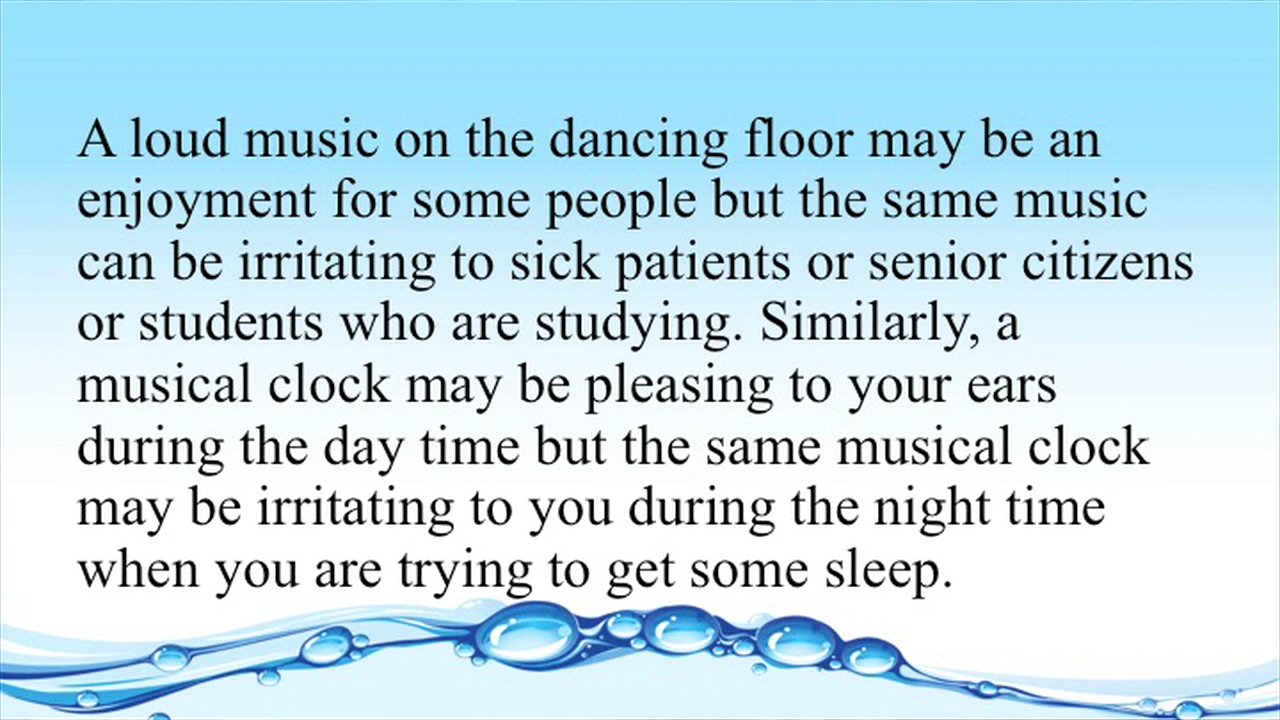 A loud music on the dancing floor may be an
enjoyment for some people but the same music
can be irritating to sick patients or senior citizens
or students who are studying. Similarly, a
musical clock may be pleasing to your ears
during the day time but the same musical clock
may be irritating to you during the night time
when you are trying to get some sleep.